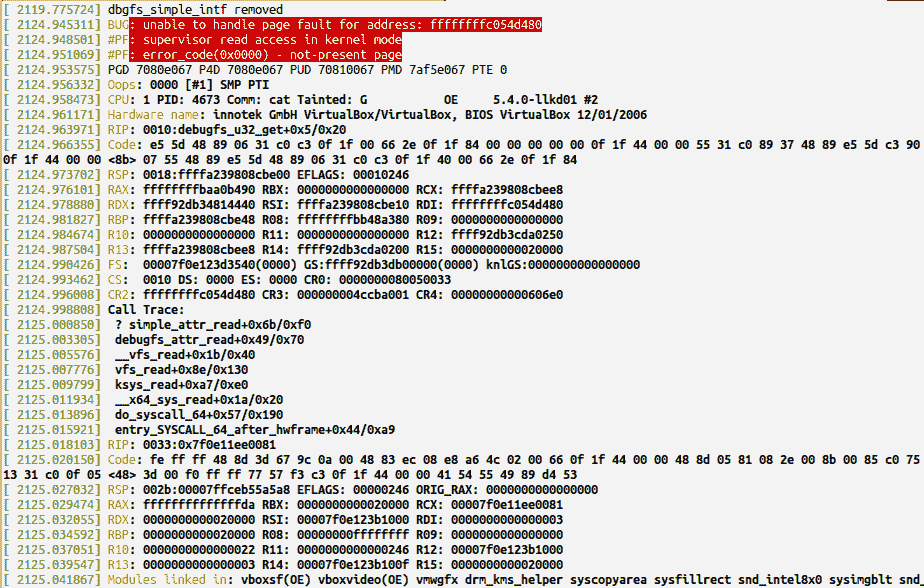 [ 2119.775724] dbgfs_simple_intf removed
[ 2124.945311] BUG: unable to handle page fault for address: ffffffffc054d480
[ 2124.948501] #PF: supervisor read access in kernel mode
[ 2124.951069] #PF: error_code(0x0000) - not-present page
[ 2124.953575] PGD 7080e067 P4D 7080e067 PUD 70810067 PMD 7af5e067 PTE 0
[ 2124.956332] Oops: 0000 [#1] SMP PTI
[ 2124.958473] CPU: 1 PID: 4673 Comm: cat Tainted: G OE 5.4.0-llkd01 #2
[ 2124.961171] Hardware name: innotek GmbH VirtualBox/VirtualBox, BIOS VirtualBox 12/01/2006
[ 2124.963971] RIP: 0010:debugfs_u32_get+0x5/0x20
[ 2124.966355] Code: e5 5d 48 89 06 31 c0 c3 0f 1f 00 66 2e 0f 1f 84 00 00 00 00 00 0f 1f 44 00 00 55 31 c0 89 37 48 89 e5 5d c3 90
0f 1f 44 00 00 <8b> 07 55 48 89 e5 5d 48 89 06 31 c0 c3 0f 1f 40 00 66 2e 0f 1f 84
[ 2124.973702] RSP: 0018:ffffa239808cbe00 EFLAGS: 00010246
[ 2124.976101] RAX: ffffffffbaa0b490 RBX: 0000000000000000 RCX: ffffa239808cbee8
[ 2124.978880] RDX: ffff92db34814440 RSI: ffffa239808cbe10 RDI: ffffffffc054d480
[ 2124.981827] RBP: ffffa239808cbe48 R08: ffffffffbb48a380 R09: 0000000000000000
[ 2124.984674] R10: 0000000000000000 R11: 0000000000000000 R12: ffff92db3cda0250
[ 2124.987504] R13: ffffa239808cbee8 R14: ffff92db3cda0200 R15: 0000000000020000
[ 2124.990426] FS: 00007f0e123d3540(0000) GS:ffff92db3db00000(0000) knlGS:0000000000000000
[ 2124.993462] CS: 0010 DS: 0000 ES: 0000 CR0: 0000000080050033
[ 2124.996008] CR2: ffffffffc054d480 CR3: 000000004ccba001 CR4: 00000000000606e0
[ 2124.998808] Call Trace:
[ 2125.000850] ? simple_attr_read+0x6b/0xf0
[ 2125.003305] debugfs_attr_read+0x49/0x70
[ 2125.005576] __vfs_read+0x1b/0x40
[ 2125.007776] vfs_read+0x8e/0x130
[ 2125.009799] ksys_read+0xa7/0xe0
[ 2125.011934] __x64_sys_read+0x1a/0x20
[ 2125.013896] do_syscall_64+0x57/0x190
[ 2125.015921] entry_SYSCALL_64_after_hwframe+0x44/0xa9
[ 2125.018103] RIP: 0033:0x7f0e11ee0081
[ 2125.020150] Code: fe ff ff 48 8d 3d 67 9c 0a 00 48 83 ec 08 e8 a6 4c 02 00 66 0f 1f 44 00 00 48 8d 05 81 08 2e 00 8b 00 85 c0 75
13 31 c0 0f 05 <48> 3d 00 f0 ff ff 77 57 f3 c3 0f 1f 44 00 00 41 54 55 49 89 d4 53
[ 2125.027032] RSP: 002b:00007ffceb55a5a8 EFLAGS: 00000246 ORIG_RAX: 0000000000000000
[ 2125.029474] RAX: ffffffffffffffda RBX: 0000000000020000 RCX: 00007f0e11ee0081
[ 2125.032055] RDX: 0000000000020000 RSI: 00007f0e123b1000 RDI: 0000000000000003
[ 2125.034592] RBP: 0000000000020000 R08: 00000000ffffffff R09: 0000000000000000
[ 2125.037051] R10: 0000000000000022 R11: 0000000000000246 R12: 00007f0e123b1000
[ 2125.039547] R13: 0000000000000003 R14: 00007f0e123b100f R15: 0000000000020000
[ 2125.041867] Modules linked in: vboxsf(OE) vboxvideo(OE) vmwgfx drm_kms_helper syscopyarea sysfillrect snd_intel8x0 sysimgblt snd_